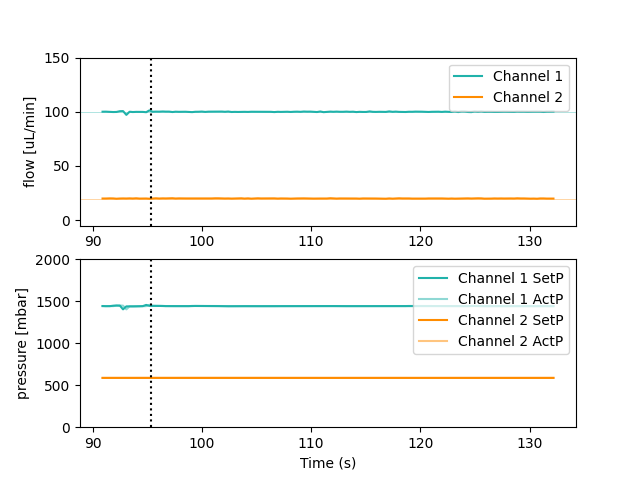 150
100
50
0
flow [uL/min]
Channel 1
Channel 2
90 100 110 120 130
2000
1500
1000
500
0
pressure [mbar]
Channel 1 SetP
Channel 1 ActP
Channel 2 SetP
Channel 2 ActP
90 100 110 120 130
Time (s)